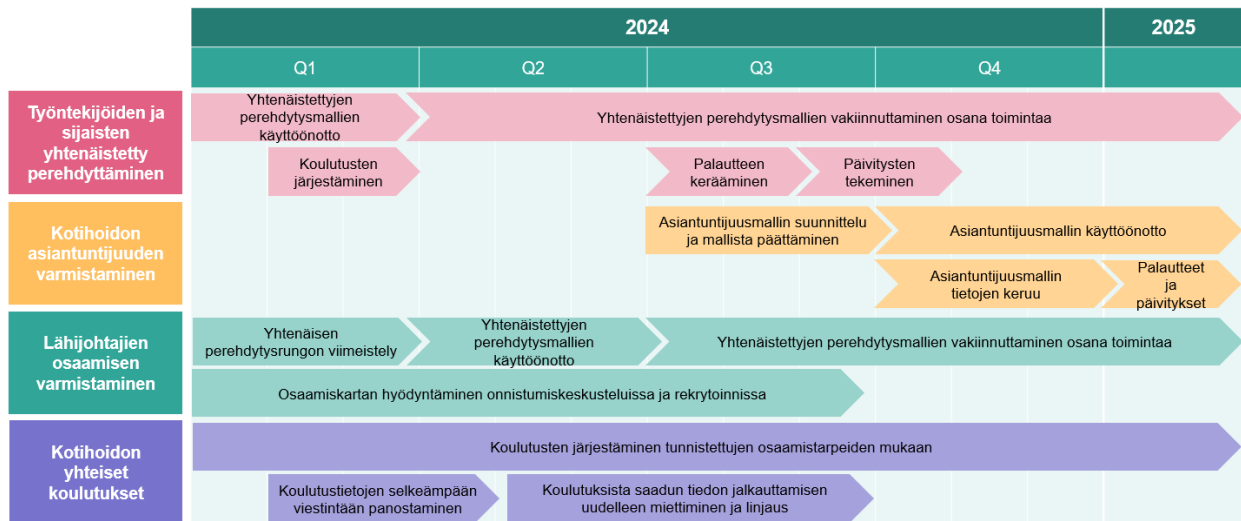 2024
2025
Q1
Q2
Q3
Q4
Työntekijöiden ja
sijaisten
yhtenäistetty
perehdyttäminen
Yhtenäistettyjen
perehdytysmallien
käyttöönotto
Yhtenäistettyjen perehdytysmallien vakiinnuttaminen osana toimintaa
Koulutusten
järjestäminen
Palautteen
kerääminen
Päivitysten
tekeminen
Kotihoidon
asiantuntijuuden
varmistaminen
Asiantuntijuusmallin suunnittelu
ja mallista päättäminen
Asiantuntijuusmallin käyttöönotto
Asiantuntijuusmallin
tietojen keruu
Palautteet
ja
päivitykset
Lähijohtajien
osaamisen
varmistaminen
Yhtenäisen
perehdytysrungon viimeistely
Yhtenäistettyjen
perehdytysmallien
käyttöönotto
Yhtenäistettyjen perehdytysmallien vakiinnuttaminen osana toimintaa
Osaamiskartan hyödyntäminen onnistumiskeskusteluissa ja rekrytoinnissa
Kotihoidon
yhteiset
koulutukset
Koulutusten järjestäminen tunnistettujen osaamistarpeiden mukaan
Koulutustietojen selkeämpään
viestintään panostaminen
Koulutuksista saadun tiedon jalkauttamisen
uudelleen miettiminen ja linjaus